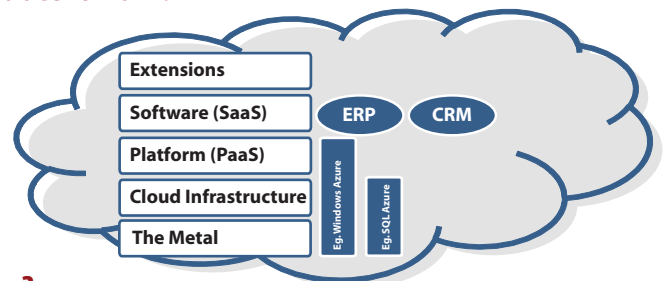 Extensions
Software (SaaS)
ERP
CRM
Platform (PaaS)
Cloud Infrastructure
The Metal
Eg. Windows Azure
Eg. SQL Azure